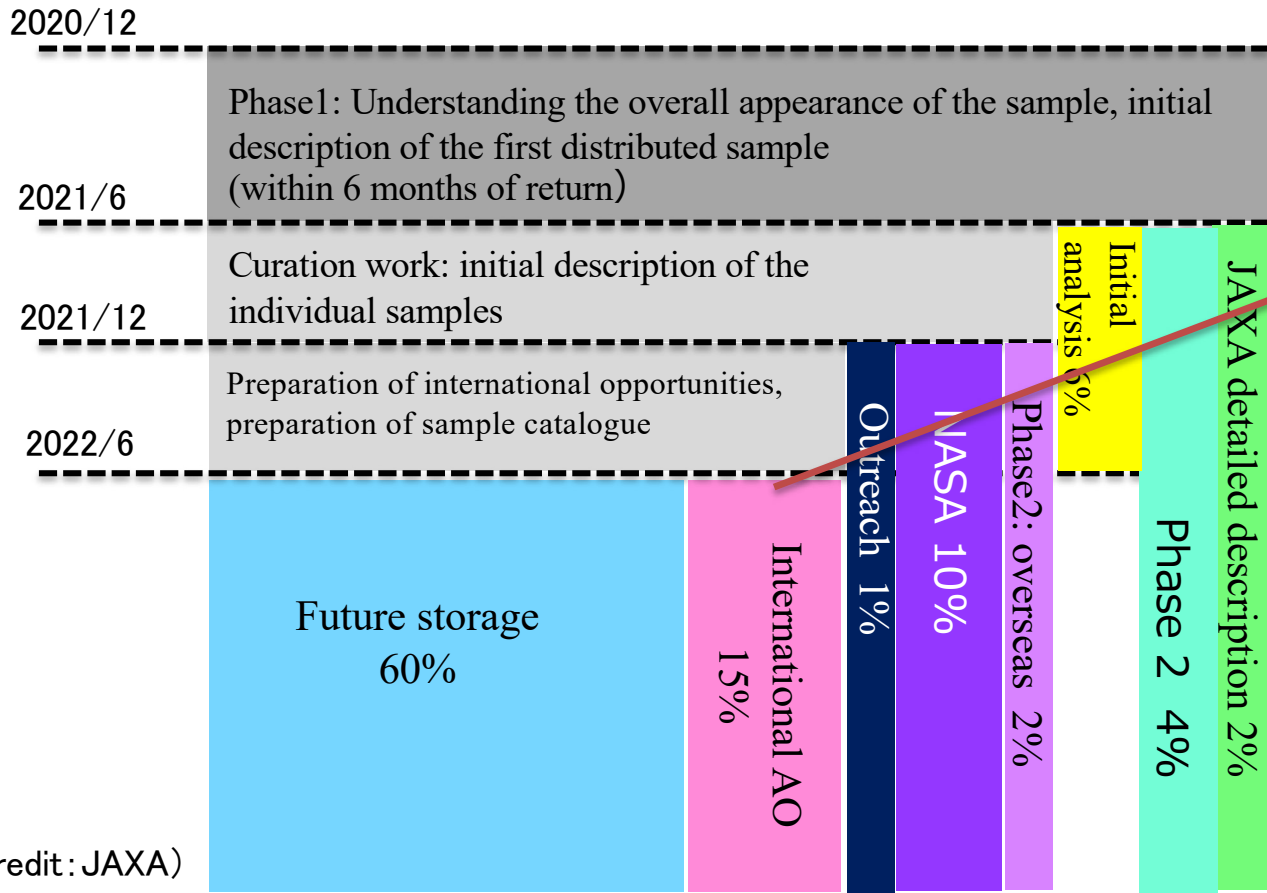 2020/12
Phase1: Understanding the overall appearance of the sample, initial
description of the first distributed sample
(within 6 months of return)
2021/6
Curation work: initial description of the
individual samples
2021/12
Preparation of international opportunities,
preparation of sample catalogue
2022/6
Future storage
60%
International AO
15%
Outreach 1%
NASA 10%
Phase2: overseas 2%
Initial
analysis 6%
Phase 2 4%
JAXA detailed description 2%
redit:JAXA)